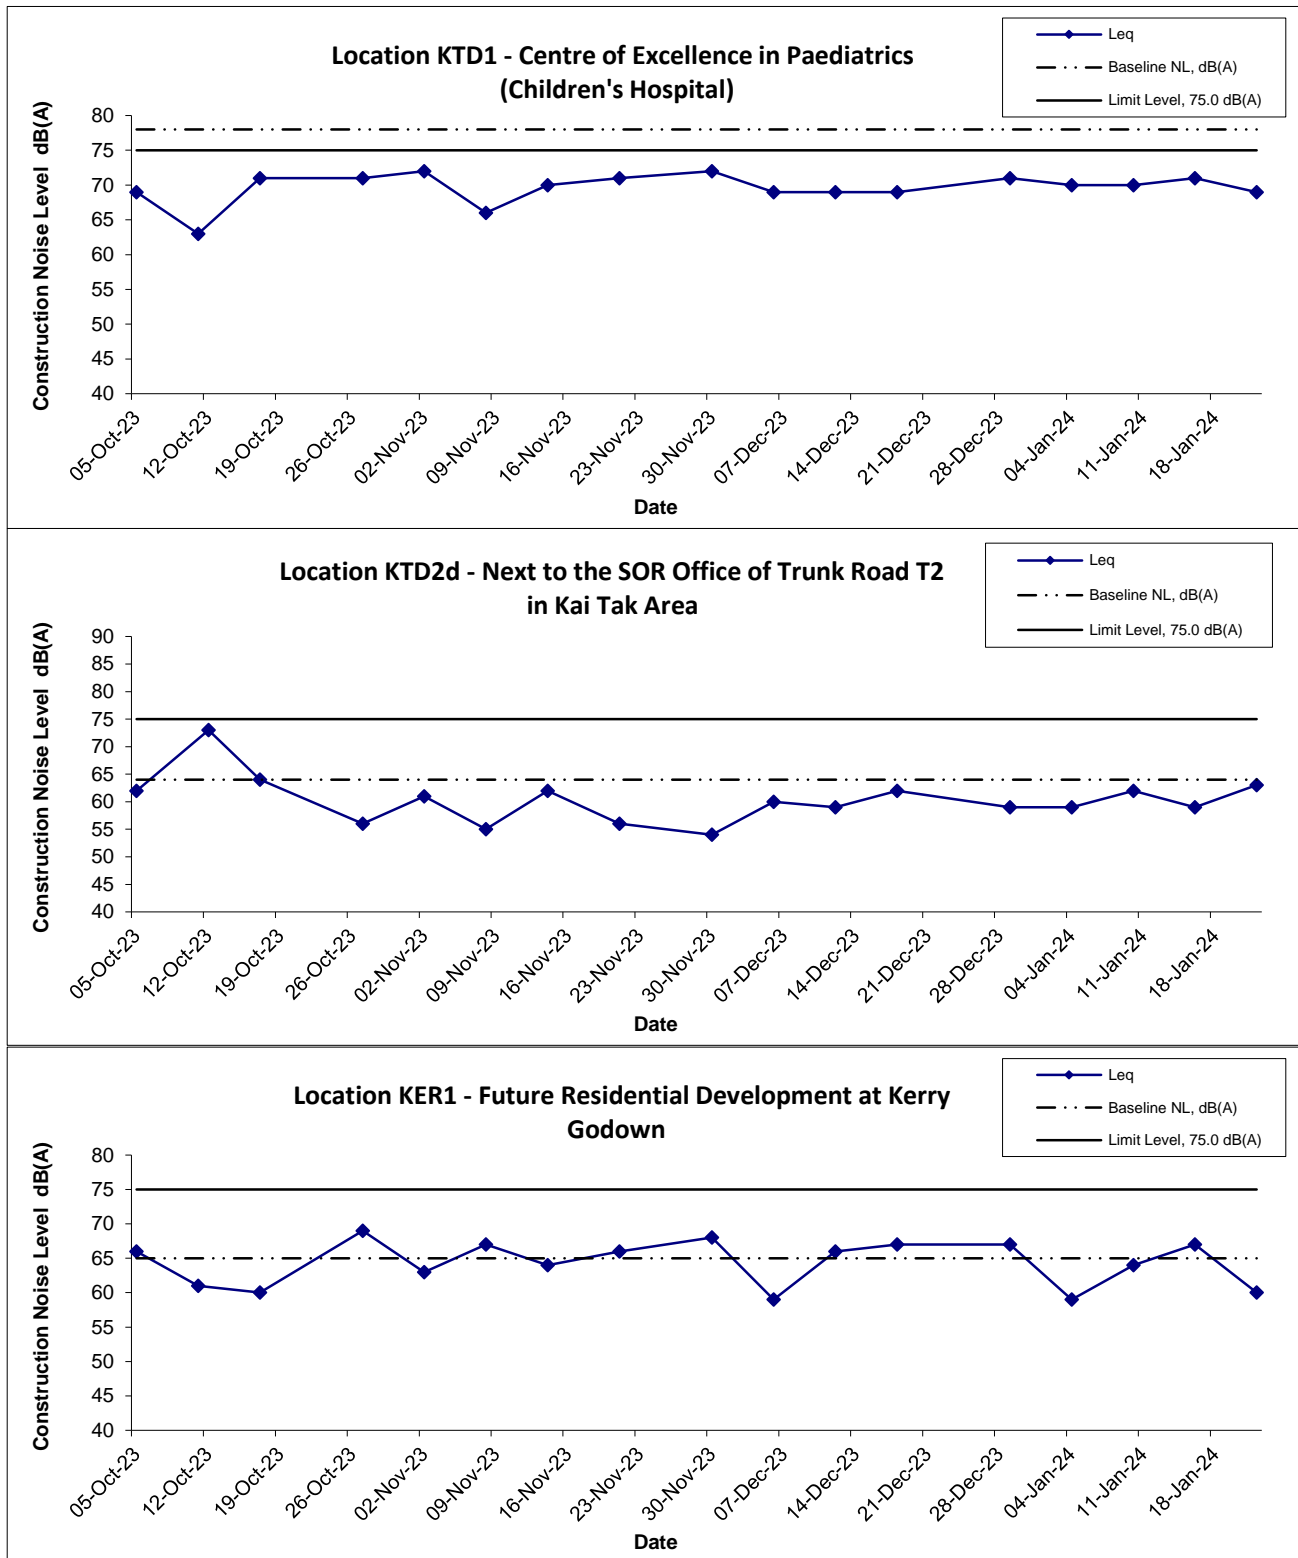 Location KTD1 - Centre of Excellence in Paediatrics
(Children's Hospital)
Leq
Baseline NL, dB(A)
Limit Level, 75.0 dB(A)
Construction Noise Level dB(A)
80
75
70
65
60
55
50
45
40
05-Oct-23
12-Oct-23
19-Oct-23
26-Oct-23
02-Nov-23
09-Nov-23
16-Nov-23
23-Nov-23
30-Nov-23
07-Dec-23
14-Dec-23
21-Dec-23
28-Dec-23
04-Jan-24
11-Jan-24
18-Jan-24
Date
Location KTD2d - Next to the SOR Office of Trunk Road T2
in Kai Tak Area
Leq
Baseline NL, dB(A)
Limit Level, 75.0 dB(A)
Construction Noise Level dB(A)
90
85
80
75
70
65
60
55
50
45
40
05-Oct-23
12-Oct-23
19-Oct-23
26-Oct-23
02-Nov-23
09-Nov-23
16-Nov-23
23-Nov-23
30-Nov-23
07-Dec-23
14-Dec-23
21-Dec-23
28-Dec-23
04-Jan-24
11-Jan-24
18-Jan-24
Date
Location KER1 - Future Residential Development at Kerry
Godown
Leq
Baseline NL, dB(A)
Limit Level, 75.0 dB(A)
Construction Noise Level dB(A)
80
75
70
65
60
55
50
45
40
05-Oct-23
12-Oct-23
19-Oct-23
26-Oct-23
02-Nov-23
09-Nov-23
16-Nov-23
23-Nov-23
30-Nov-23
07-Dec-23
14-Dec-23
21-Dec-23
28-Dec-23
04-Jan-24
11-Jan-24
18-Jan-24
Date